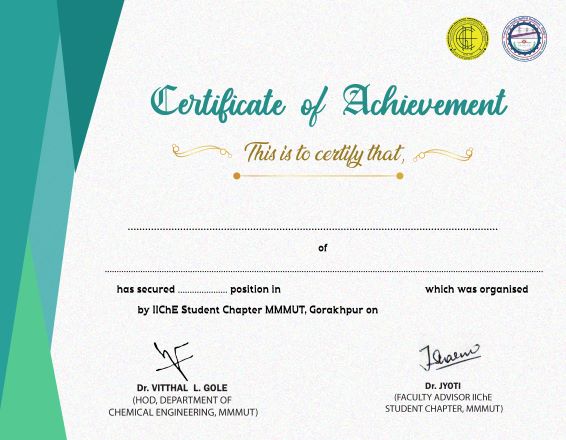 Certificate of Achievement
This is to certify that,
........................................................................................................................
of
..............................................................................................................................................
has secured ..................... position in which was organised
by IIChE Student Chapter MMMUT, Gorakhpur on
Dr. VITTHAL L. GOLE
(HOD, DEPARTMENT OF
CHEMICAL ENGINEERING, MMMUT)
Dr. JYOTI
(FACULTY ADVISOR IIChE
STUDENT CHAPTER, MMMUT)